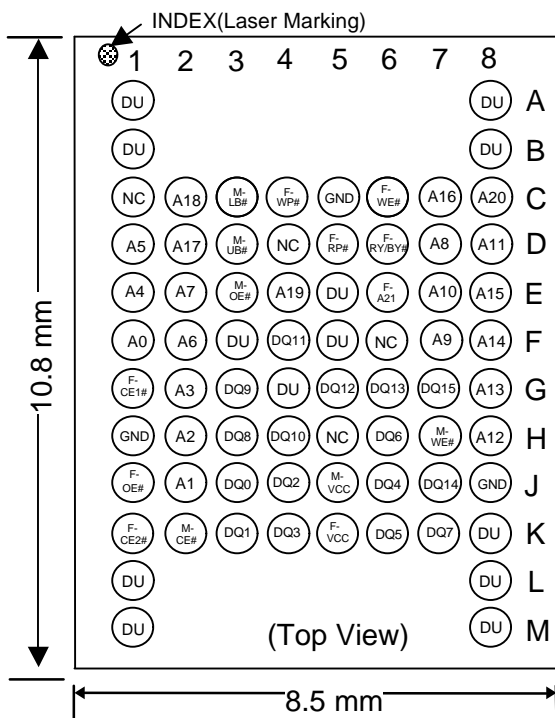 INDEX(Laser Marking)
1 2 3 4 5 6 7 8
DU DU A
DU DU B
NC A18 M-LB# F-WP# GND F-WE# A16 A20 C
A5 A17 M-UB# NC F-RP# F-RY/BY# A8 A11 D
A4 A7 M-OE# A19 DU F-A21 A10 A15 E
A0 A6 DU DQ11 DU NC A9 A14 F
F-CE1# A3 DQ9 DU DQ12 DQ13 DQ15 A13 G
GND A2 DQ8 DQ10 NC DQ6 M-WE# A12 H
F-OE# A1 DQ0 DQ2 M-VCC DQ4 DQ14 GND J
F-CE2# M-CE# DQ1 DQ3 F-VCC DQ5 DQ7 DU K
DU DU L
DU (Top View) DU M
10.8 mm
8.5 mm